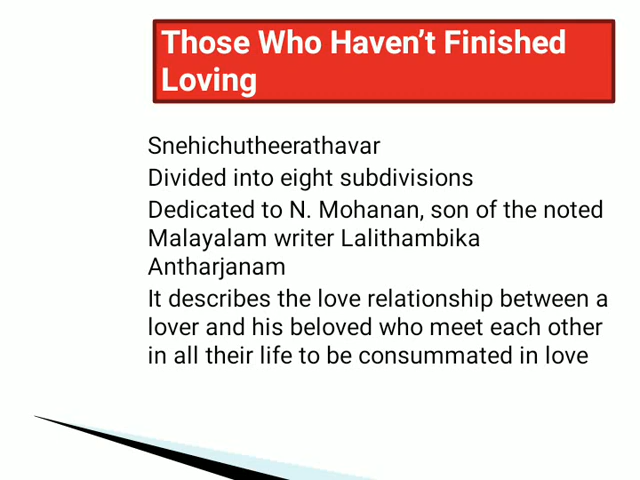 Those Who Haven’t Finished
Loving
Snehichutheerathavar
Divided into eight subdivisions
Dedicated to N. Mohanan, son of the noted
Malayalam writer Lalithambika
Antharjanam
It describes the love relationship between a
lover and his beloved who meet each other
in all their life to be consummated in love